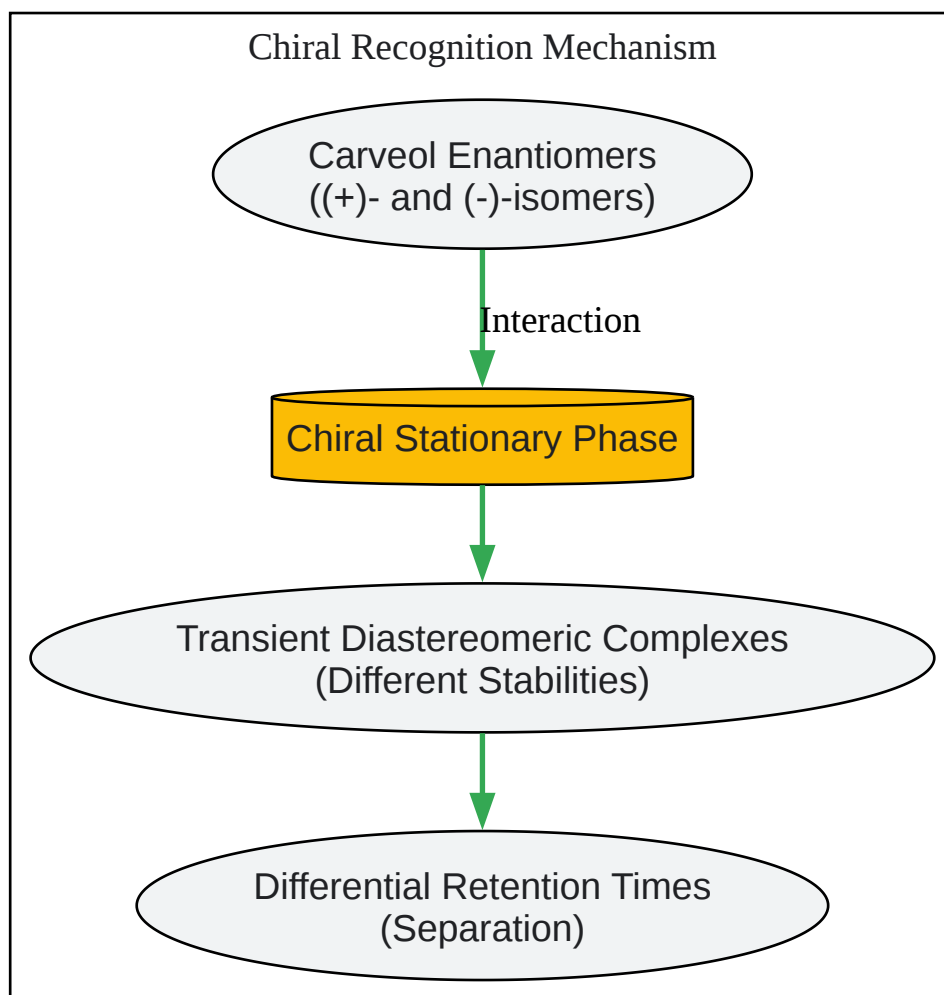 Chiral Recognition Mechanism
Carveol Enantiomers
((+)- and (-)-isomers)
Interaction
Chiral Stationary Phase
Transient Diastereomeric Complexes
(Different Stabilities)
Differential Retention Times
(Separation)